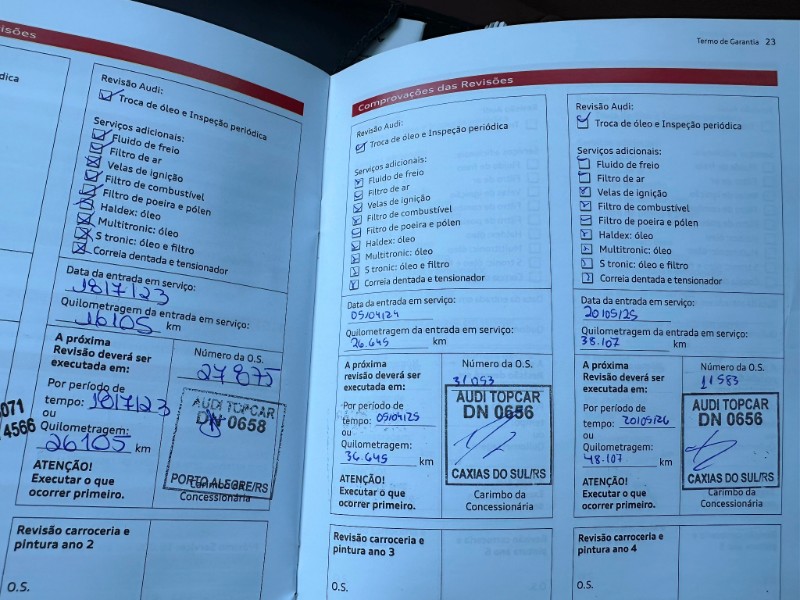 isões
ódica
071
4566
Revisão Audi:
Troca de óleo e Inspeção periódica
Serviços adicionais:
Fluido de freio
Filtro de ar
Velas de ignição
Filtro de combustível
Filtro de poeira e pólen
Haldex: óleo
Multitronic: óleo
S tronic: óleo e filtro
Correia dentada e tensionador
Data da entrada em serviço:
18/7/23
Quilometragem da entrada em serviço:
16105 km
A próxima
Revisão deverá ser
executada em:
Por período de
tempo: 18/7/23
ou
Quilometragem:
26105 km
ATENÇÃO!
Executar o que
ocorrer primeiro.
Número da O.S.
27875
AUDI TOPCAR
DN 0658
PORTO ALEGRE/RS
Carimbo da
Concessionária
Revisão carroceria e
pintura ano 2
O.S.
Termo de Garantia 23
Comprovações das Revisões
Revisão Audi:
Troca de óleo e Inspeção periódica
Serviços adicionais:
Fluido de freio
Filtro de ar
Velas de ignição
Filtro de combustível
Filtro de poeira e pólen
Haldex: óleo
Multitronic: óleo
S tronic: óleo e filtro
Correia dentada e tensionador
Data da entrada em serviço:
05/04/24
Quilometragem da entrada em serviço:
26.645 km
A próxima
revisão deverá ser
executada em:
Por período de
tempo: 05/04/25
ou
Quilometragem:
36.645 km
ATENÇÃO!
Executar o que
ocorrer primeiro.
Número da O.S.
31053
AUDI TOPCAR
DN 0656
CAXIAS DO SUL/RS
Carimbo da
Concessionária
Revisão carroceria e
pintura ano 3
O.S.
Revisão Audi:
Troca de óleo e Inspeção periódica
Serviços adicionais:
Fluido de freio
Filtro de ar
Velas de ignição
Filtro de combustível
Filtro de poeira e pólen
Haldex: óleo
Multitronic: óleo
S tronic: óleo e filtro
Correia dentada e tensionador
Data da entrada em serviço:
20/05/25
Quilometragem da entrada em serviço:
38.107 km
A próxima
Revisão deverá ser
executada em:
Por período de
tempo: 20/05/26
ou
Quilometragem:
48.107 km
ATENÇÃO!
Executar o que
ocorrer primeiro.
Número da O.S.
11583
AUDI TOPCAR
DN 0656
CAXIAS DO SUL/RS
Carimbo da
Concessionária
Revisão carroceria e
pintura ano 4
O.S.